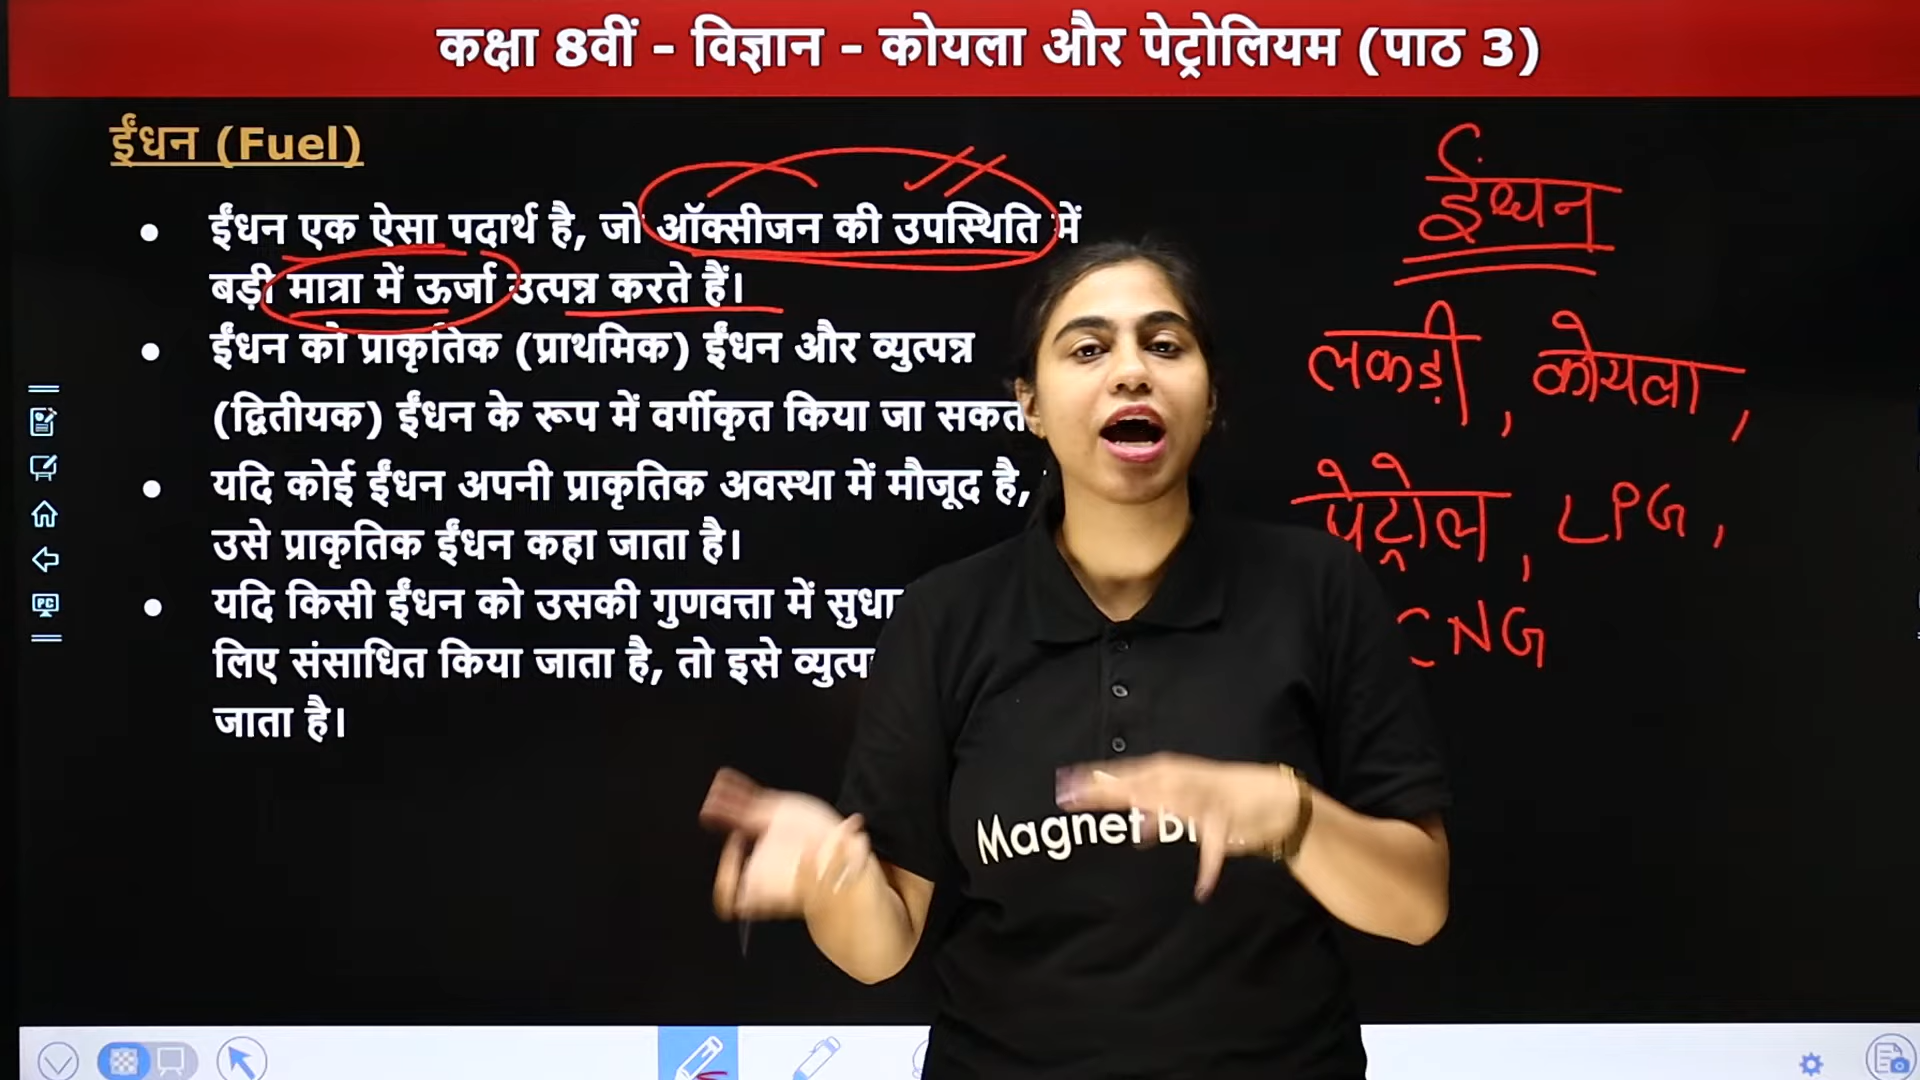 कक्षा 8वीं - विज्ञान - कोयला और पेट्रोलियम (पाठ 3)
ईंधन (Fuel)
ईंधन एक ऐसा पदार्थ है, जो ऑक्सीजन की उपस्थिति में
बड़ी मात्रा में ऊर्जा उत्पन्न करते हैं।
ईंधन को प्राकृतिक (प्राथमिक) ईंधन और व्युत्पन्न
(द्वितीयक) ईंधन के रूप में वर्गीकृत किया जा
यदि कोई ईंधन अपनी प्राकृतिक अवस्था में मौजूद है,
उसे प्राकृतिक ईंधन कहा जाता है।
यदि किसी ईंधन को उसकी गुणवत्ता में
लिए संसाधित किया जाता है, तो इसे
जाता है।
ईंधन
लकड़ी, कोयला,
पेट्रोल, LPG,
CNG
Magnet
PC